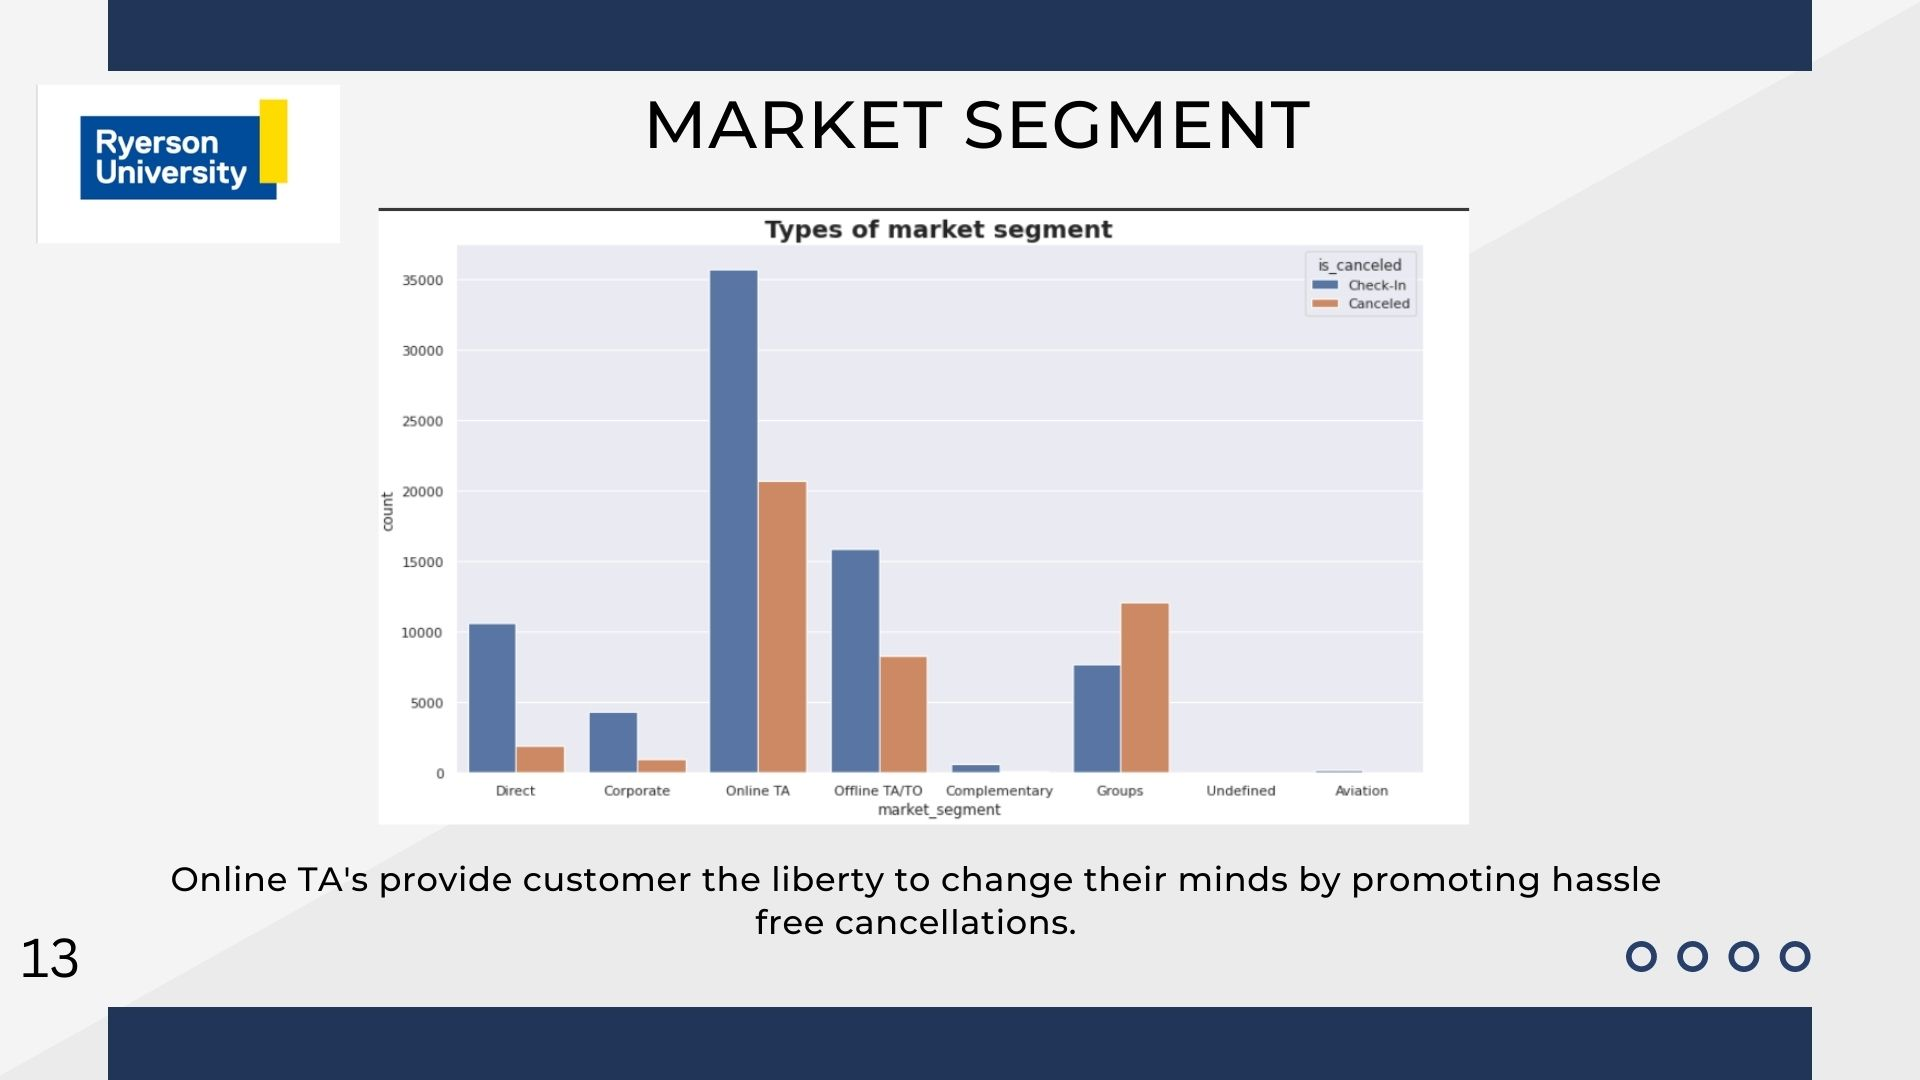 Ryerson
University
MARKET SEGMENT
Types of market segment
is_canceled
Check-In
Canceled
35000
30000
25000
20000
15000
10000
5000
0
count
Direct Corporate Online TA Offline TA/TO Complementary Groups Undefined Aviation
market_segment
Online TA's provide customer the liberty to change their minds by promoting hassle
free cancellations.
13